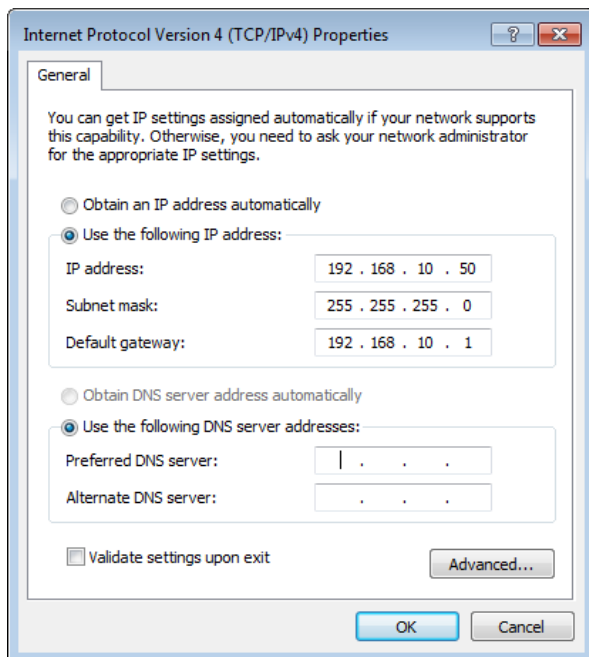 Internet Protocol Version 4 (TCP/IPv4) Properties
General
You can get IP settings assigned automatically if your network supports
this capability. Otherwise, you need to ask your network administrator
for the appropriate IP settings.
Obtain an IP address automatically
Use the following IP address:
IP address: 192 . 168 . 10 . 50
Subnet mask: 255 . 255 . 255 . 0
Default gateway: 192 . 168 . 10 . 1
Obtain DNS server address automatically
Use the following DNS server addresses:
Preferred DNS server: . . .
Alternate DNS server: . . .
Validate settings upon exit
Advanced...
OK Cancel